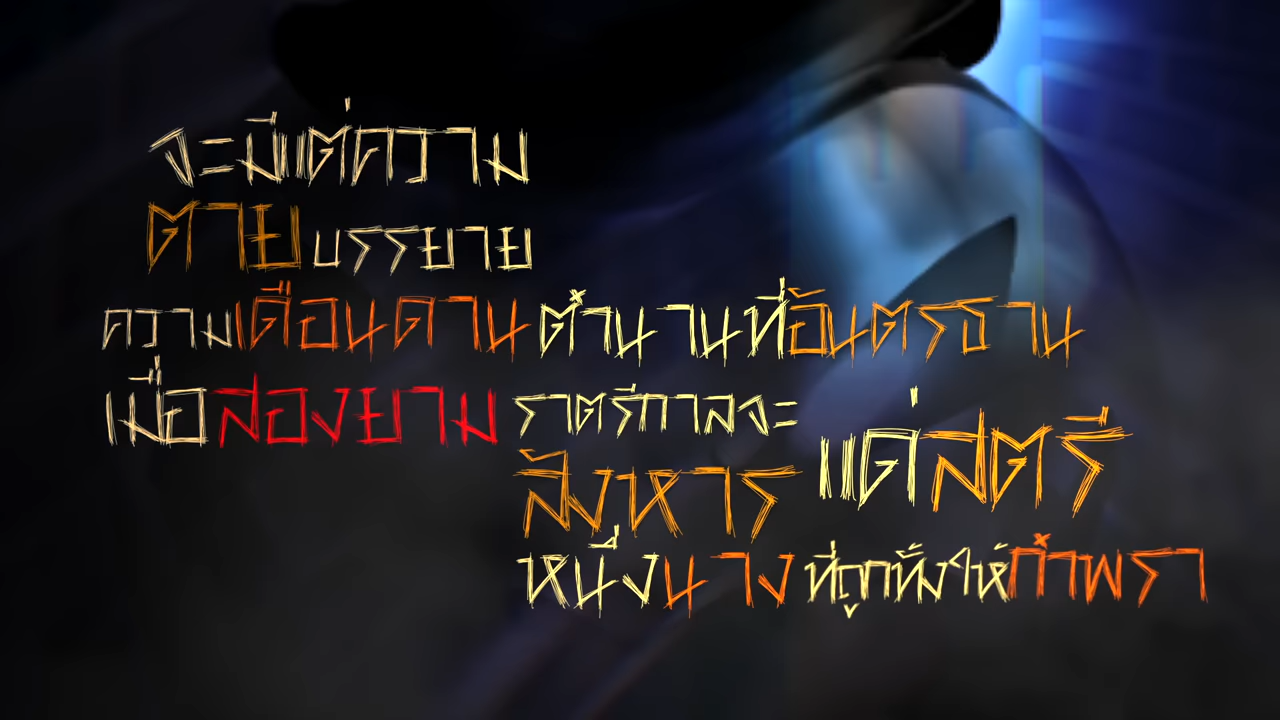 จะมีแต่ความ
ตายบรรยาย
ความเดือนดานตำนานที่อันตรธาน
เมื่อสองยามราตรีกาลจะ
สังหารแด่สตรี
หนึ่งนางที่ถูกทิ้งให้กำพรา